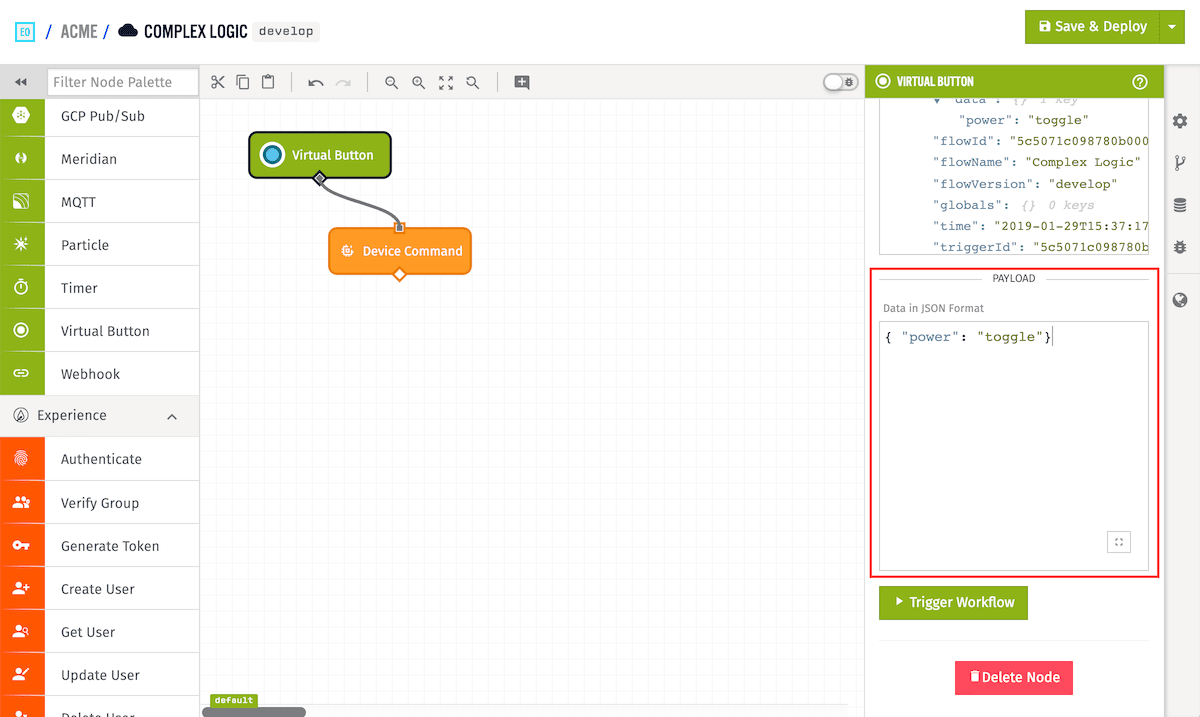 EO / ACME / COMPLEX LOGIC develop
Save & Deploy
Filter Node Palette
GCP Pub/Sub
Meridian
MQTT
Particle
Timer
Virtual Button
Webhook
Experience
Authenticate
Verify Group
Generate Token
Create User
Get User
Update User
Delete User
Virtual Button
Device Command
default
VIRTUAL BUTTON
"data": {} 1 key
"power": "toggle"
"flowId": "5c5071c098780b000
"flowName": "Complex Logic"
"flowVersion": "develop"
"globals": {} 0 keys
"time": "2019-01-29T15:37:17
"triggerId": "5c5071c098780b
PAYLOAD
Data in JSON Format
{ "power": "toggle"}
Trigger Workflow
Delete Node